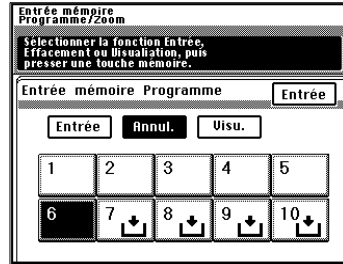 Entrée mémoire
Programme/Zoom
Sélectionner la fonction Entrée,
Effacement ou Visualiation, puis
presser une touche mémoire.
Entrée mémoire Programme
Entrée
Entrée Annul. Visu.
1 2 3 4 5
6 7 8 9 10